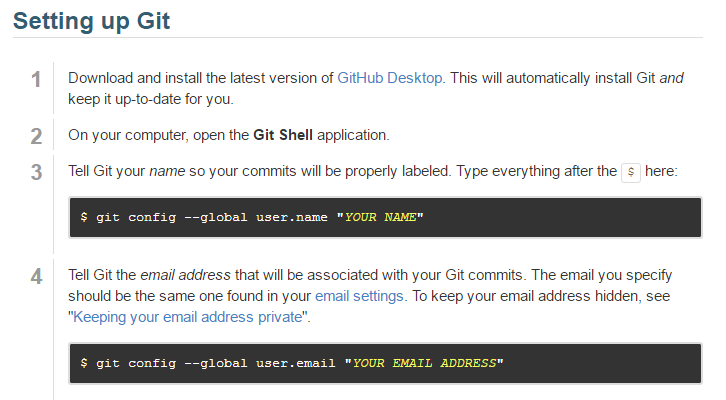 Setting up Git
1 Download and install the latest version of GitHub Desktop. This will automatically install Git and
keep it up-to-date for you.
2 On your computer, open the Git Shell application.
3 Tell Git your name so your commits will be properly labeled. Type everything after the $ here:
$ git config --global user.name "YOUR NAME"
4 Tell Git the email address that will be associated with your Git commits. The email you specify
should be the same one found in your email settings. To keep your email address hidden, see
"Keeping your email address private".
$ git config --global user.email "YOUR EMAIL ADDRESS"